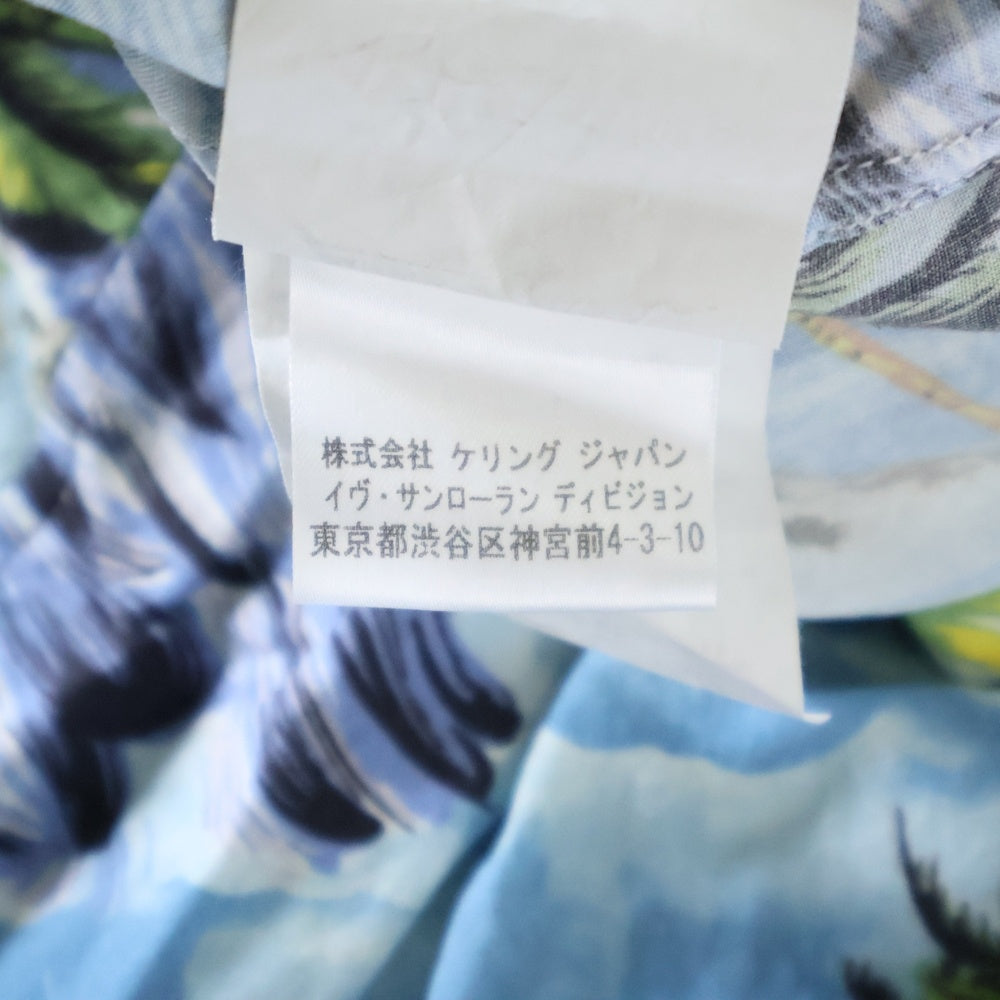 株式会社 ケリング ジャパン
イヴ・サンローラン ディビジョン
東京都渋谷区神宮前4-3-10